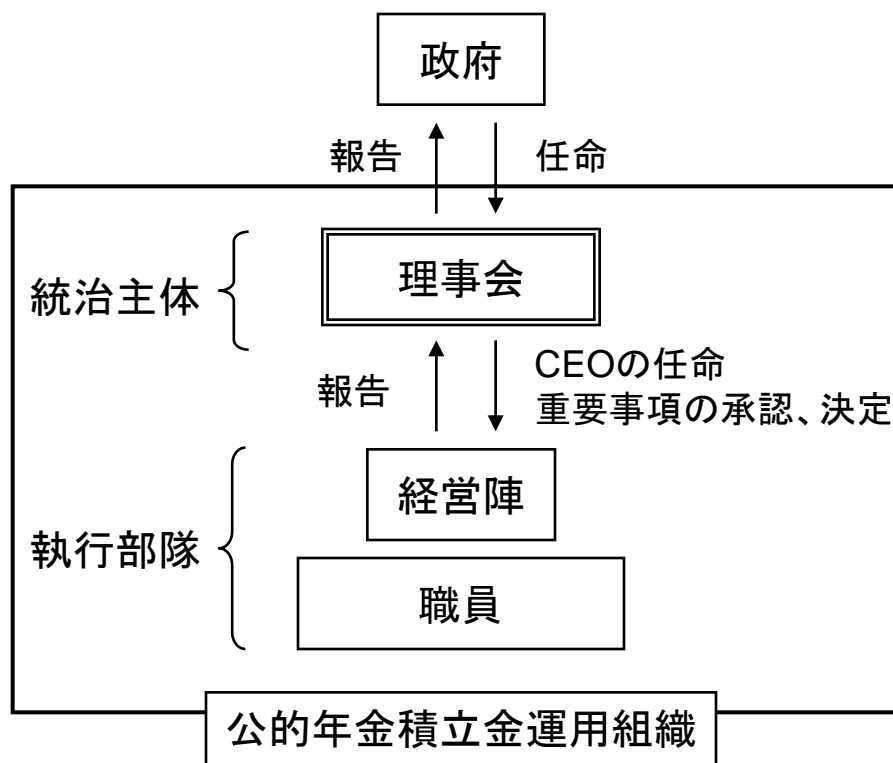 政府
報告
任命
統治主体
理事会
報告
CEOの任命
重要事項の承認、決定
執行部隊
経営陣
職員
公的年金積立金運用組織